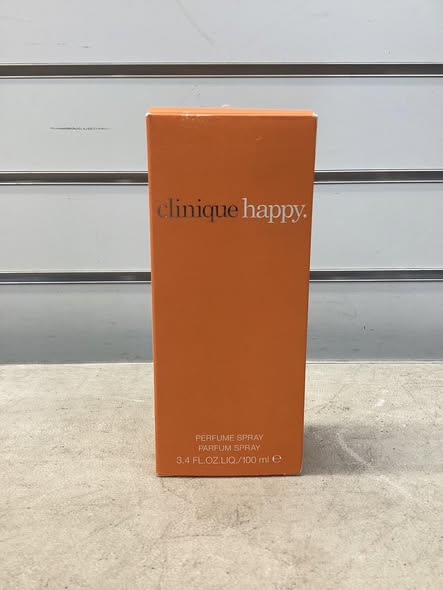 clinique happy.
PERFUME SPRAY
PARFUM SPRAY
3.4 FL.OZ.LIQ./100 ml ℮